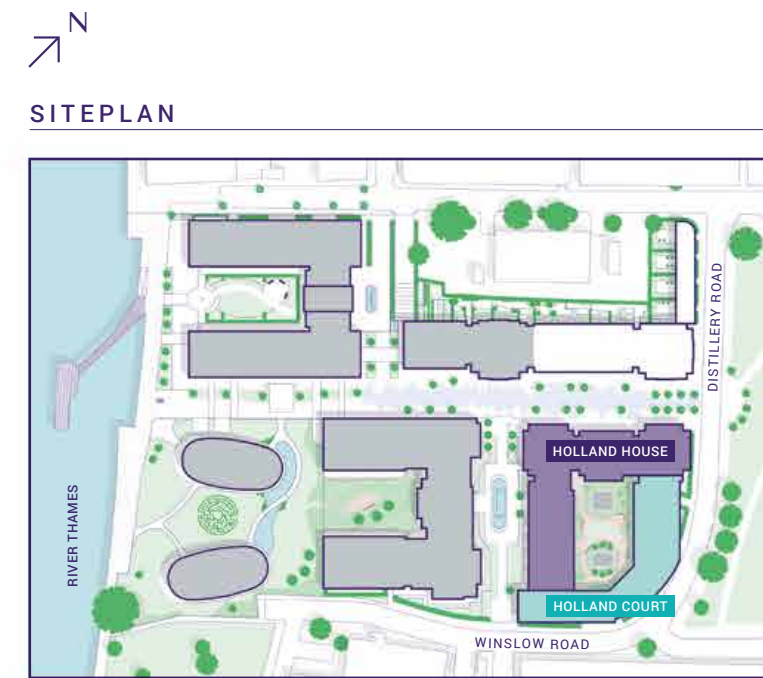 N
SITEPLAN
DISTILLERY ROAD
HOLLAND HOUSE
RIVER THAMES
HOLLAND COURT
WINSLOW ROAD